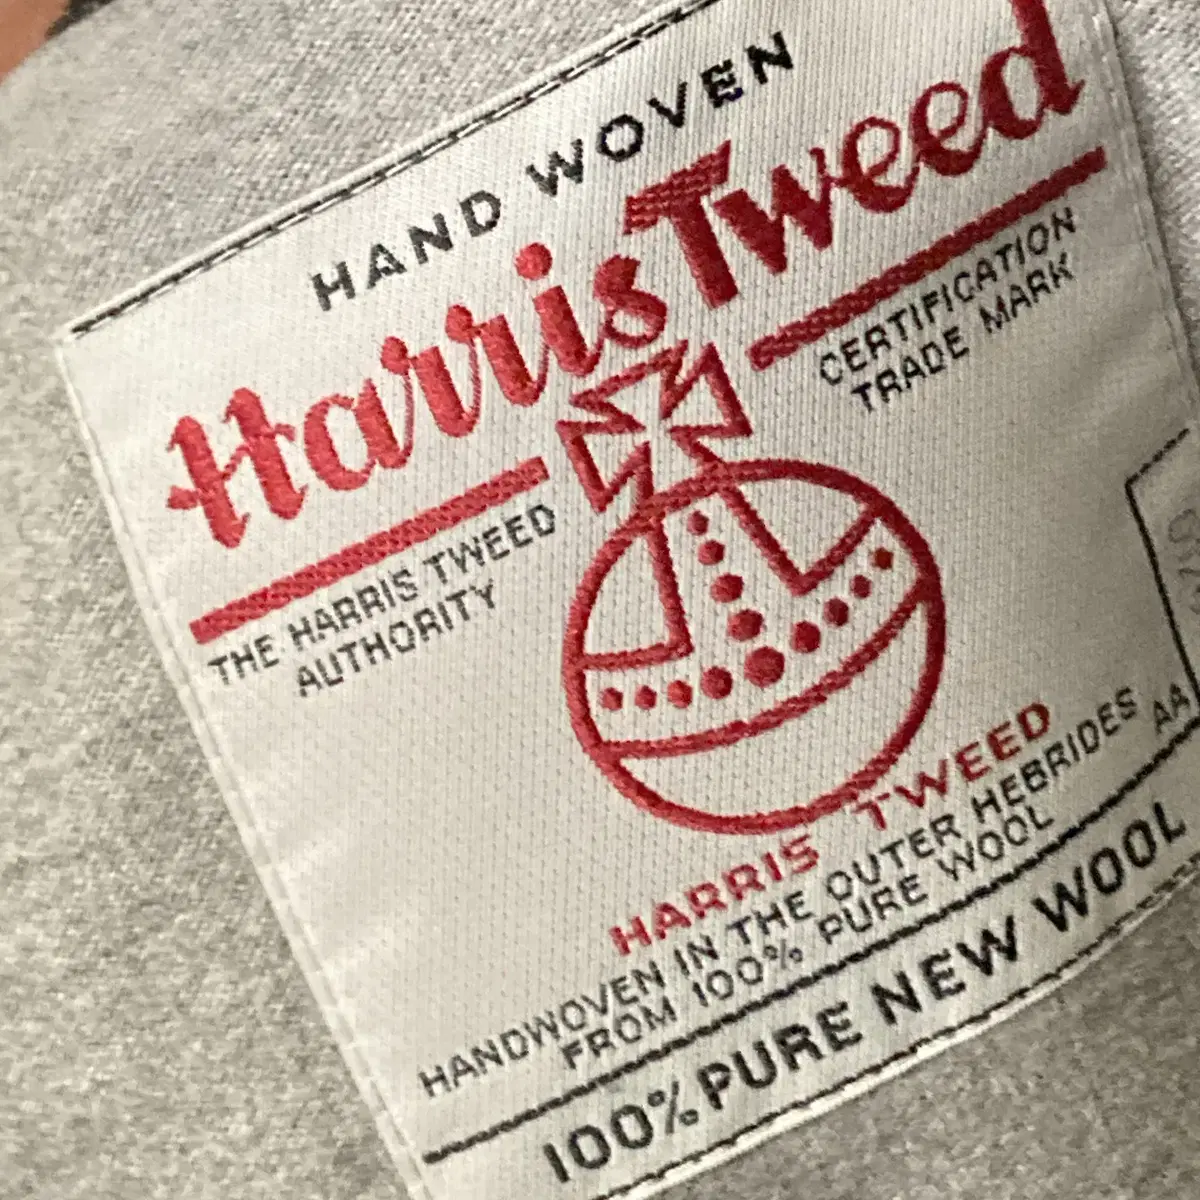 HAND WOVEN
Harris Tweed
THE HARRIS TWEED
AUTHORITY
CERTIFICATION
TRADE MARK
HARRIS TWEED
HANDWOVEN IN THE OUTER HEBRIDES
FROM 100% PURE WOOL
AA
100% PURE NEW WOOL